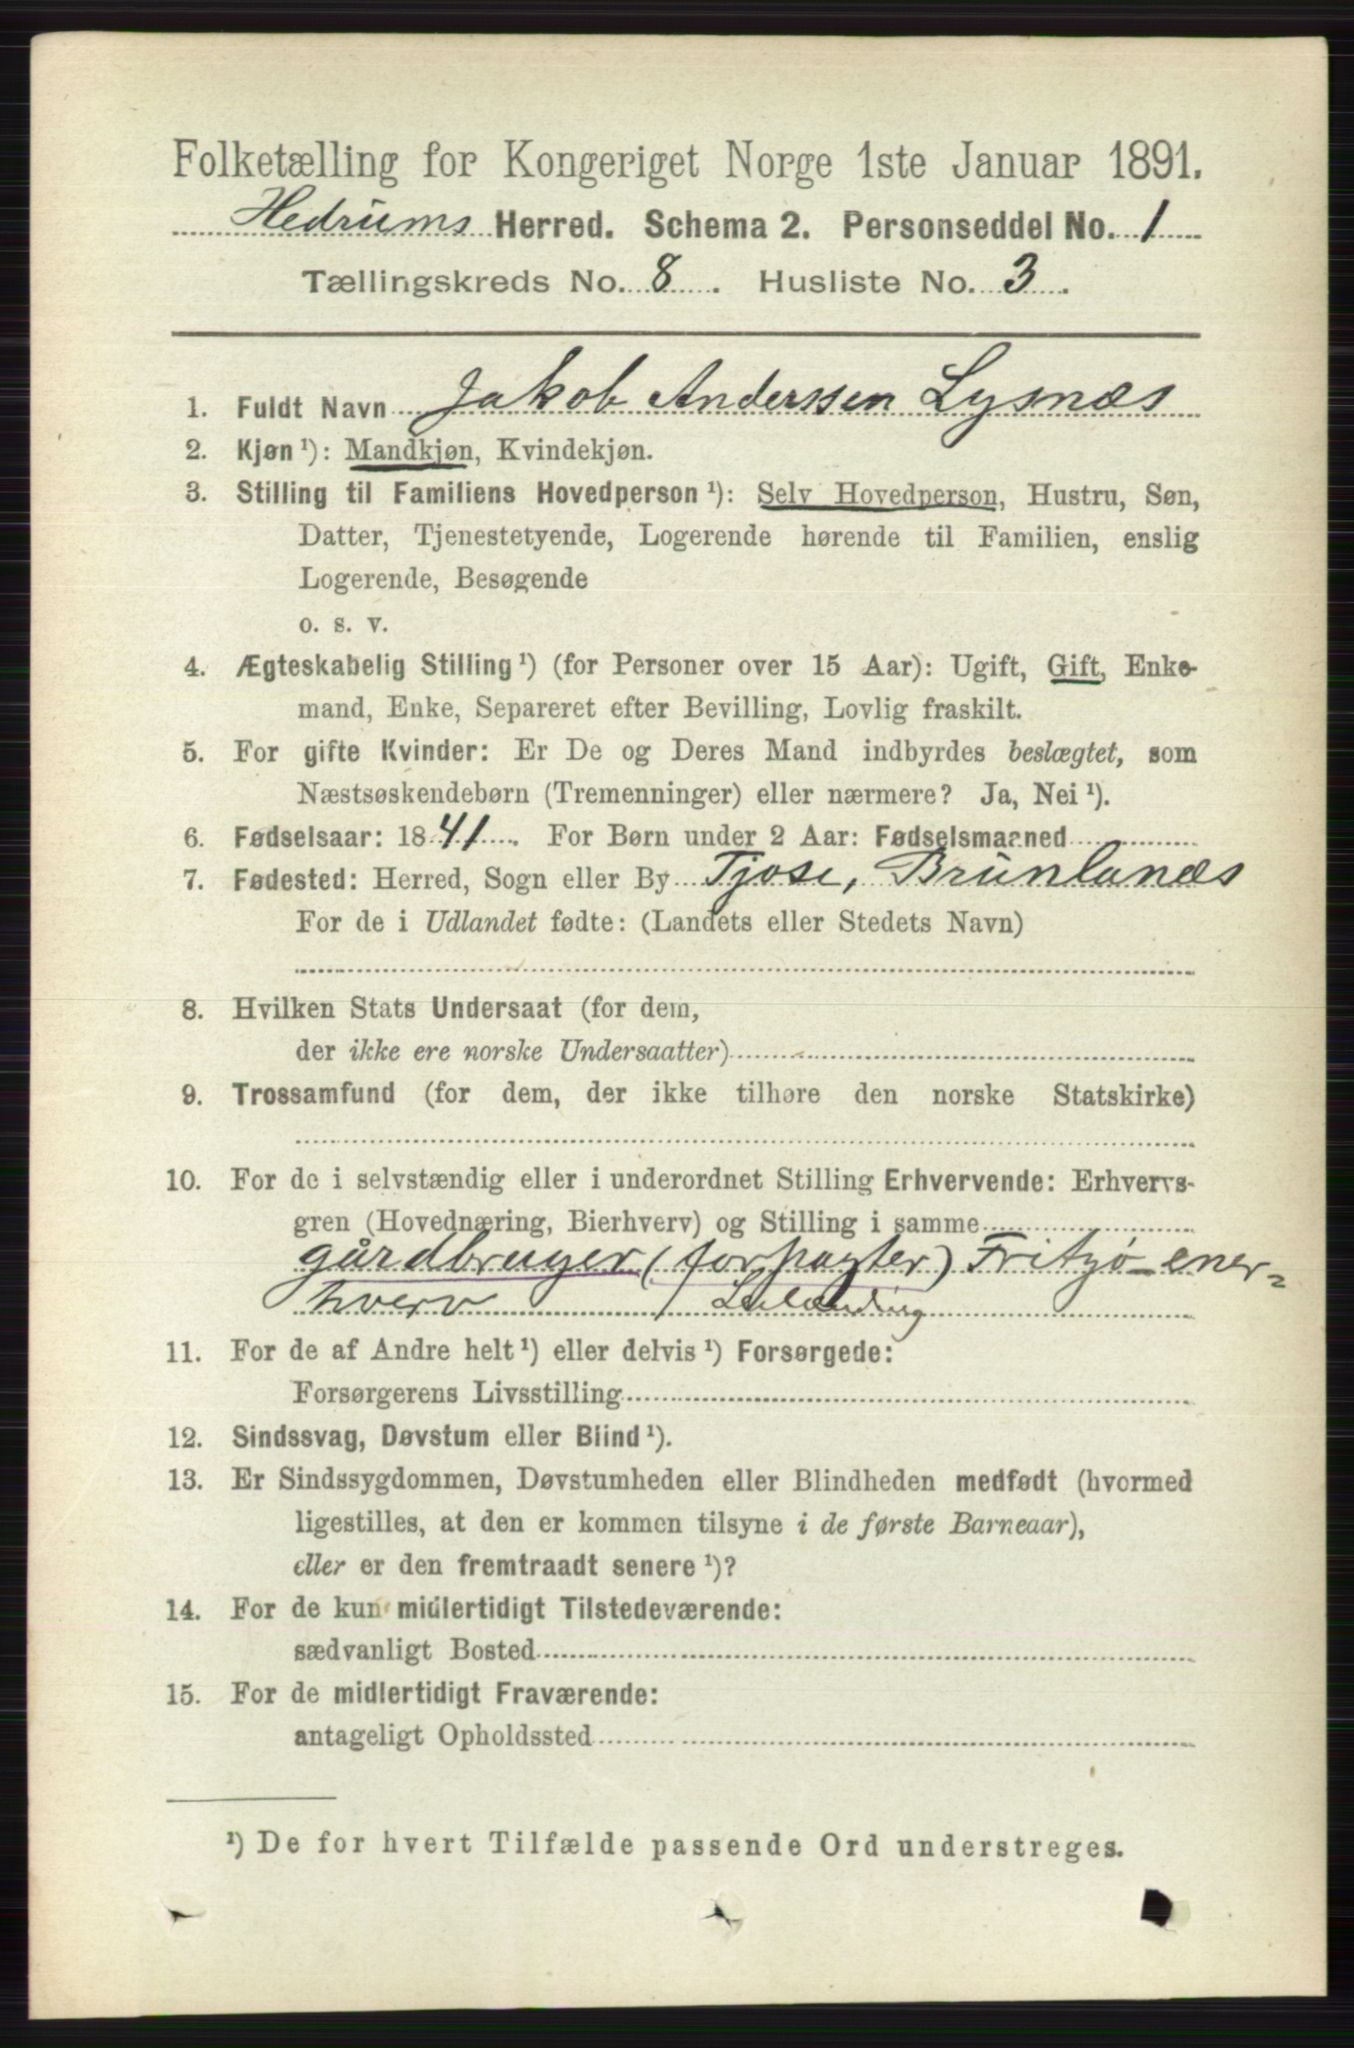 Folketælling for Kongeriget Norge 1ste Januar 1891.
Hedrums Herred. Schema 2. Personseddel No. 1
Tællingskreds No. 8. Husliste No. 3.
1. Fuldt Navn Jakob Anderssen Lysnæs
2. Kjøn ¹): Mandkjøn, Kvindekjøn.
3. Stilling til Familiens Hovedperson ¹): Selv Hovedperson, Hustru, Søn,
Datter, Tjenestetyende, Logerende hørende til Familien, enslig
Logerende, Besøgende
o. s. v.
4. Ægteskabelig Stilling ¹) (for Personer over 15 Aar): Ugift, Gift, Enke-
mand, Enke, Separeret efter Bevilling, Lovlig fraskilt.
5. For gifte Kvinder: Er De og Deres Mand indbyrdes beslægtet, som
Næstsøskendebørn (Tremenninger) eller nærmere? Ja, Nei ¹).
6. Fødselsaar: 1841. For Børn under 2 Aar: Fødselsmaaned
7. Fødested: Herred, Sogn eller By Tjose, Brunlanæs
For de i Udlandet fødte: (Landets eller Stedets Navn)
8. Hvilken Stats Undersaat (for dem,
der ikke ere norske Undersaatter)
9. Trossamfund (for dem, der ikke tilhøre den norske Statskirke)
10. For de i selvstændig eller i underordnet Stilling Erhvervende: Erhvervs-
gren (Hovednæring, Bierhverv) og Stilling i samme
gårdbruger (forpagter) Fritzø-ener-
hverv
11. For de af Andre helt ¹) eller delvis ¹) Forsørgede:
Forsørgerens Livsstilling
12. Sindssvag, Døvstum eller Blind ¹).
13. Er Sindssygdommen, Døvstumheden eller Blindheden medfødt (hvormed
ligestilles, at den er kommen tilsyne i de første Barneaar),
eller er den fremtraadt senere ¹)?
14. For de kun midlertidigt Tilstedeværende:
sædvanligt Bosted
15. For de midlertidigt Fraværende:
antageligt Opholdssted
¹) De for hvert Tilfælde passende Ord understreges.